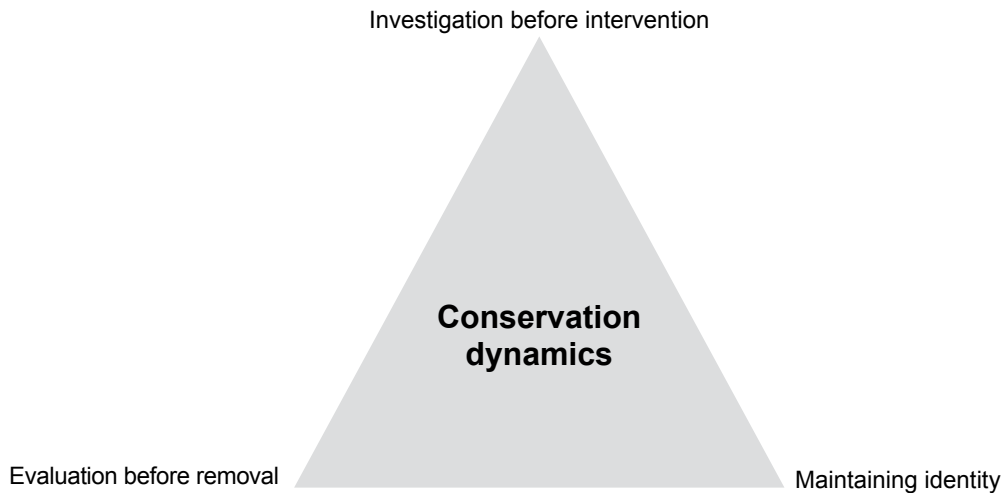 Investigation before intervention
Conservation
dynamics
Evaluation before removal
Maintaining identity